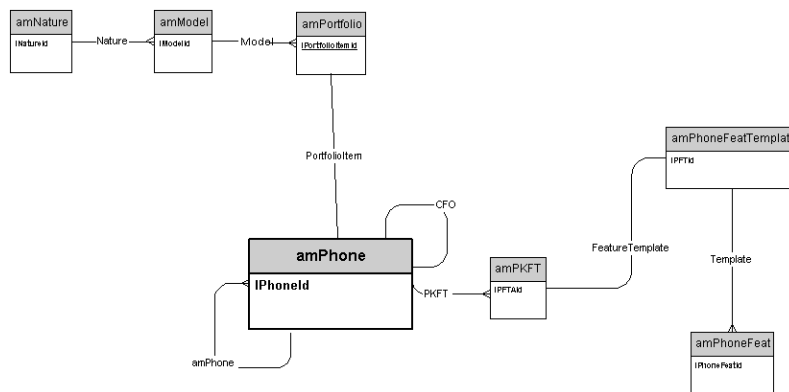 amNature
lNatureId
Nature
amModel
lModelId
Model
amPortfolio
lPortfolioItemId
PortfolioItem
CFO
amPhone
lPhoneId
amPhone
PKFT
amPKFT
lPFTAId
FeatureTemplate
amPhoneFeatTemplat
lPFTId
Template
amPhoneFeat
lPhoneFeatId